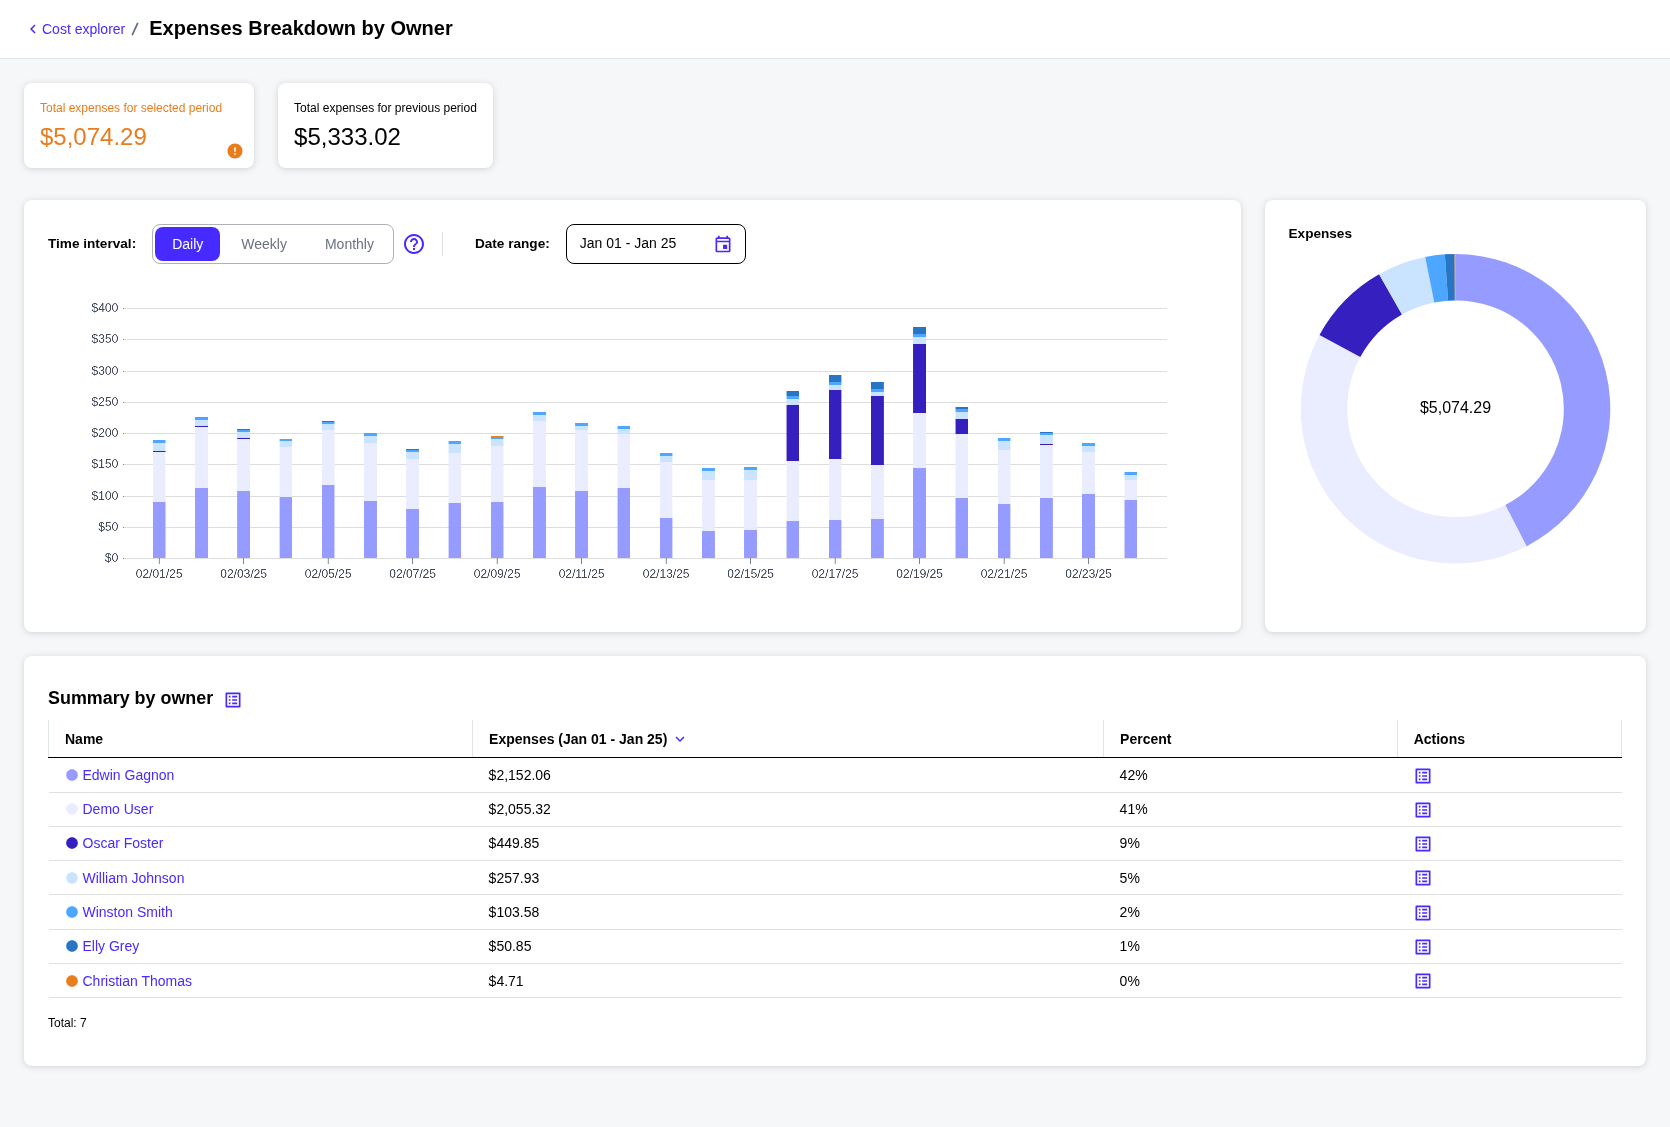 Cost explorer / Expenses Breakdown by Owner
Total expenses for selected period
$5,074.29
Total expenses for previous period
$5,333.02
Time interval: Daily Weekly Monthly Date range: Jan 01 - Jan 25
$400
$350
$300
$250
$200
$150
$100
$50
$0
02/01/25 02/03/25 02/05/25 02/07/25 02/09/25 02/11/25 02/13/25 02/15/25 02/17/25 02/19/25 02/21/25 02/23/25
Expenses
$5,074.29
Summary by owner
Name Expenses (Jan 01 - Jan 25) Percent Actions
Edwin Gagnon $2,152.06 42%
Demo User $2,055.32 41%
Oscar Foster $449.85 9%
William Johnson $257.93 5%
Winston Smith $103.58 2%
Elly Grey $50.85 1%
Christian Thomas $4.71 0%
Total: 7